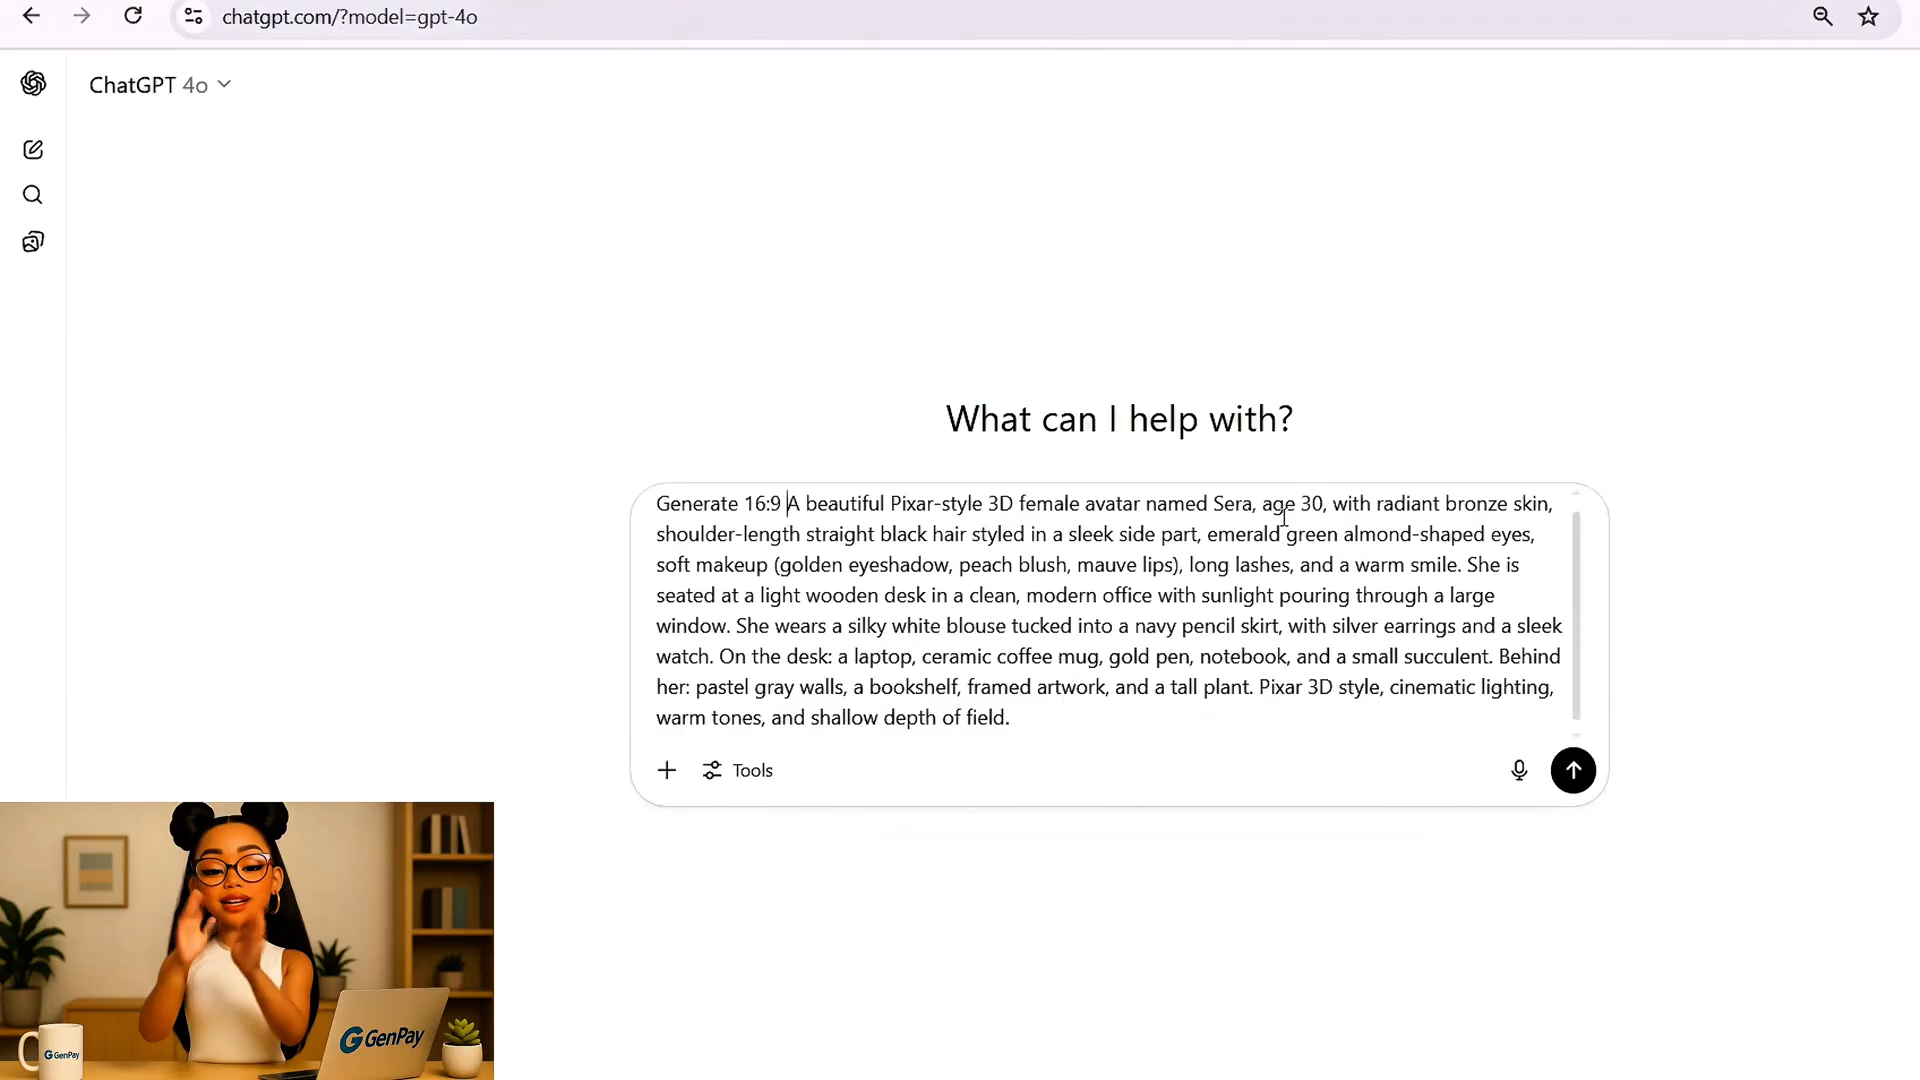 chatgpt.com/?model=gpt-4o
ChatGPT 4o
What can I help with?
Generate 16:9 A beautiful Pixar-style 3D female avatar named Sera, age 30, with radiant bronze skin,
shoulder-length straight black hair styled in a sleek side part, emerald green almond-shaped eyes,
soft makeup (golden eyeshadow, peach blush, mauve lips), long lashes, and a warm smile. She is
seated at a light wooden desk in a clean, modern office with sunlight pouring through a large
window. She wears a silky white blouse tucked into a navy pencil skirt, with silver earrings and a sleek
watch. On the desk: a laptop, ceramic coffee mug, gold pen, notebook, and a small succulent. Behind
her: pastel gray walls, a bookshelf, framed artwork, and a tall plant. Pixar 3D style, cinematic lighting,
warm tones, and shallow depth of field.
Tools
GenPay
GenPay